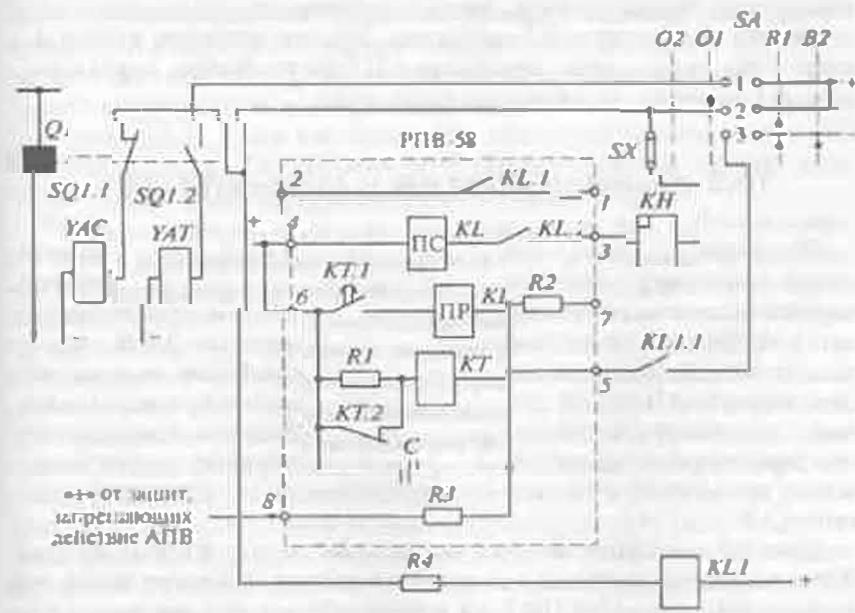 SA
O2 O1 R1 B2
1
2
3
Q
РПВ-58
SX
SQ1.1
SQ1.2
2
KL.1
1
YAC
YAT
+
4
ПС
KL
KL.
3
KH
KT.1
6
ПР
KL
R2
7
R1
KT
KL1.1
5
KT.2
C
от защит,
запрещающих
действие АПВ
8
R3
R4
KL1
+